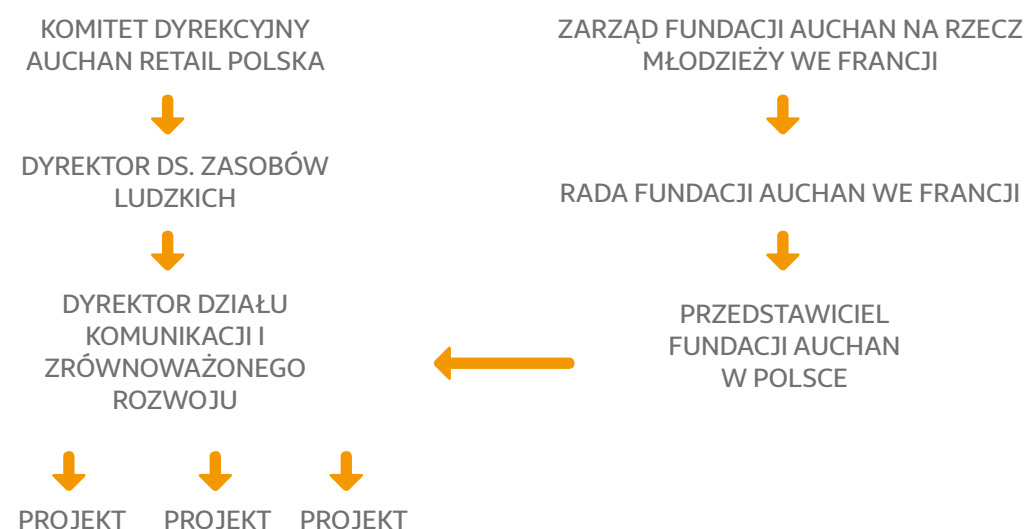 KOMITET DYREKCYJNY
AUCHAN RETAIL POLSKA
DYREKTOR DS. ZASOBÓW
LUDZKICH
DYREKTOR DZIAŁU
KOMUNIKACJI I
ZRÓWNOWAŻONEGO
ROZWOJU
PROJEKT
PROJEKT
PROJEKT
ZARZĄD FUNDACJI AUCHAN NA RZECZ
MŁODZIEŻY WE FRANCJI
RADA FUNDACJI AUCHAN WE FRANCJI
PRZEDSTAWICIEL
FUNDACJI AUCHAN
W POLSCE